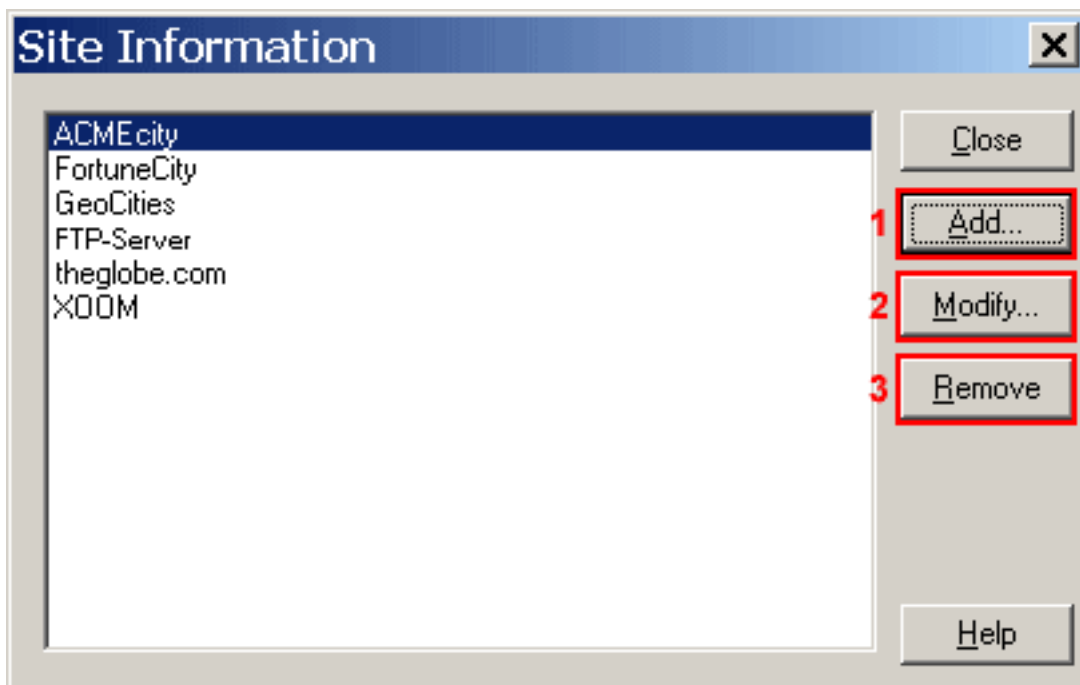 Site Information
ACMEcity
FortuneCity
GeoCities
FTP-Server
theglobe.com
XOOM
Close
1 Add...
2 Modify...
3 Remove
Help